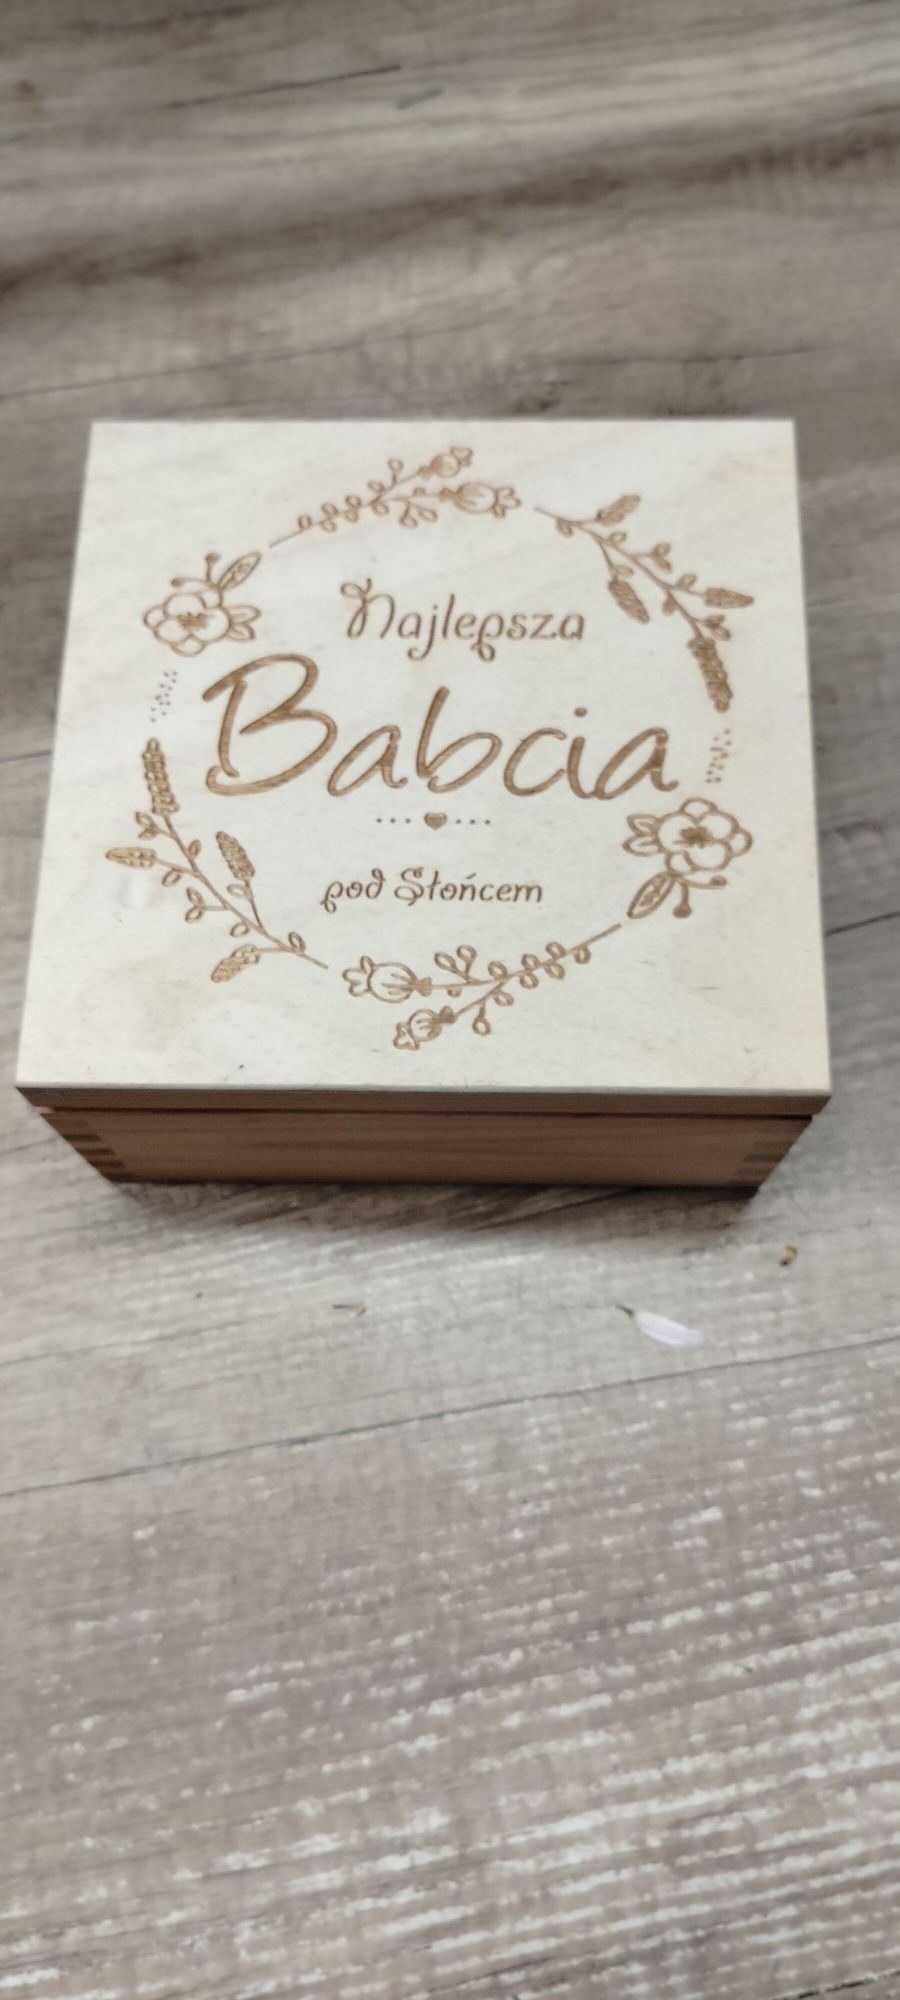 Najlepsza
Babcia
pod Słońcem